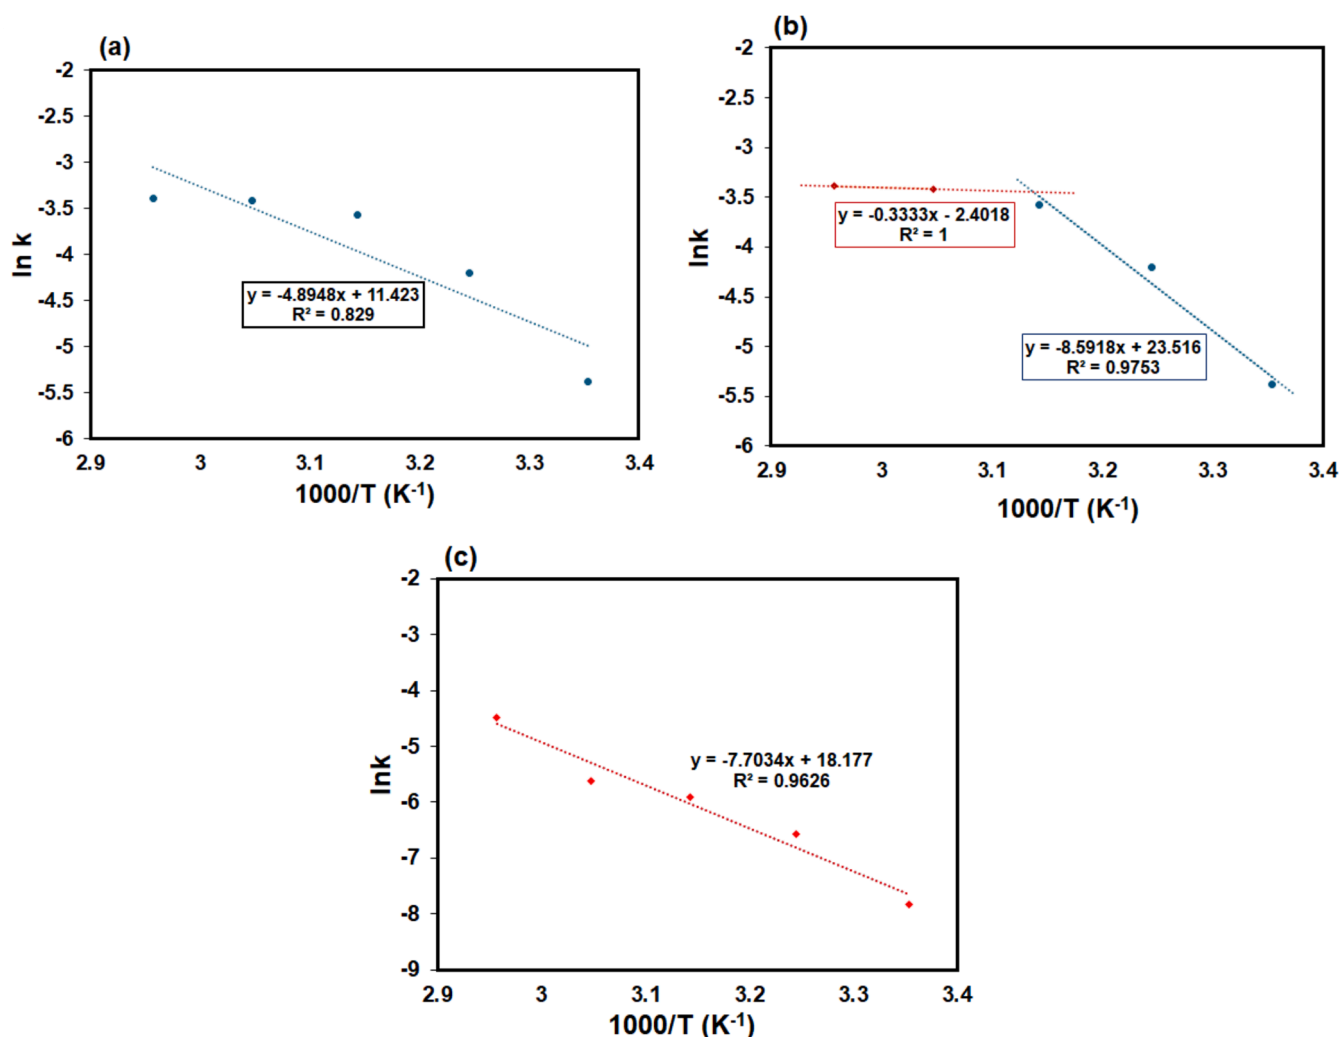 (a)
-2
-2.5
-3
-3.5
-4
-4.5
-5
-5.5
-6
ln k
y = -4.8948x + 11.423
R² = 0.829
2.9 3 3.1 3.2 3.3 3.4
1000/T (K⁻¹)
(b)
-2
-2.5
-3
-3.5
-4
-4.5
-5
-5.5
-6
lnk
y = -0.3333x - 2.4018
R² = 1
y = -8.5918x + 23.516
R² = 0.9753
2.9 3 3.1 3.2 3.3 3.4
1000/T (K⁻¹)
(c)
-2
-3
-4
-5
-6
-7
-8
-9
lnk
y = -7.7034x + 18.177
R² = 0.9626
2.9 3 3.1 3.2 3.3 3.4
1000/T (K⁻¹)